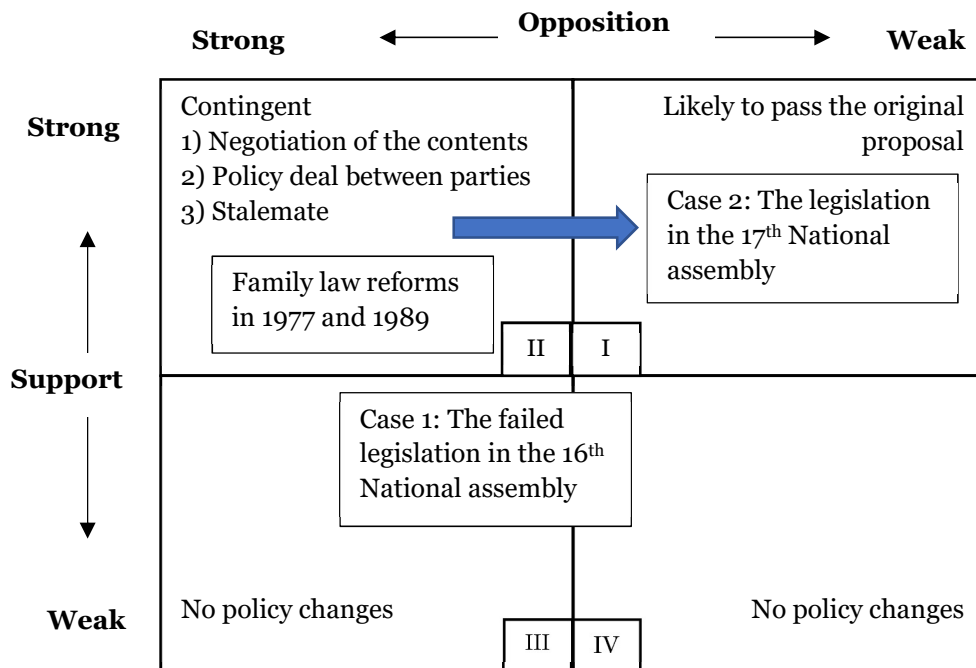 Opposition
Strong
Weak
Strong
Contingent
1) Negotiation of the contents
2) Policy deal between parties
3) Stalemate
Likely to pass the original
proposal
Case 2: The legislation
in the 17th National
assembly
Family law reforms
in 1977 and 1989
II
I
Support
Case 1: The failed
legislation in the 16th
National assembly
Weak
No policy changes
No policy changes
III
IV